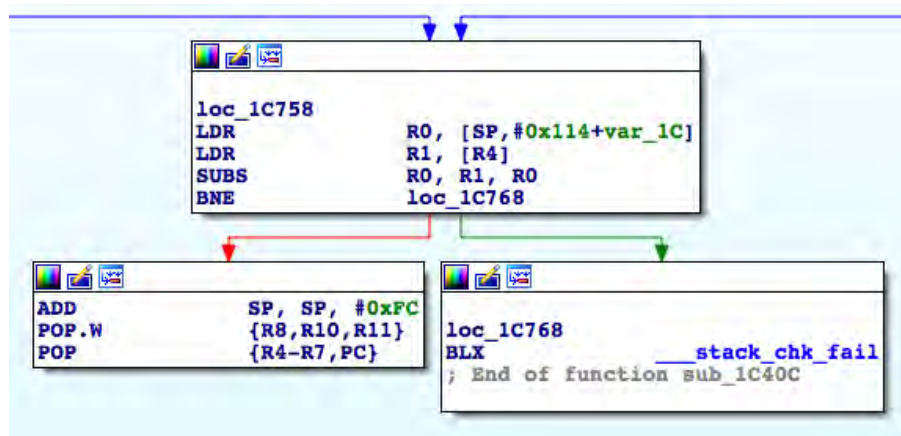 loc_1C758
LDR R0, [SP,#0x114+var_1C]
LDR R1, [R4]
SUBS R0, R1, R0
BNE loc_1C768
ADD SP, SP, #0xFC
POP.W {R8,R10,R11}
POP {R4-R7,PC}
loc_1C768
BLX ___stack_chk_fail
; End of function sub_1C40C